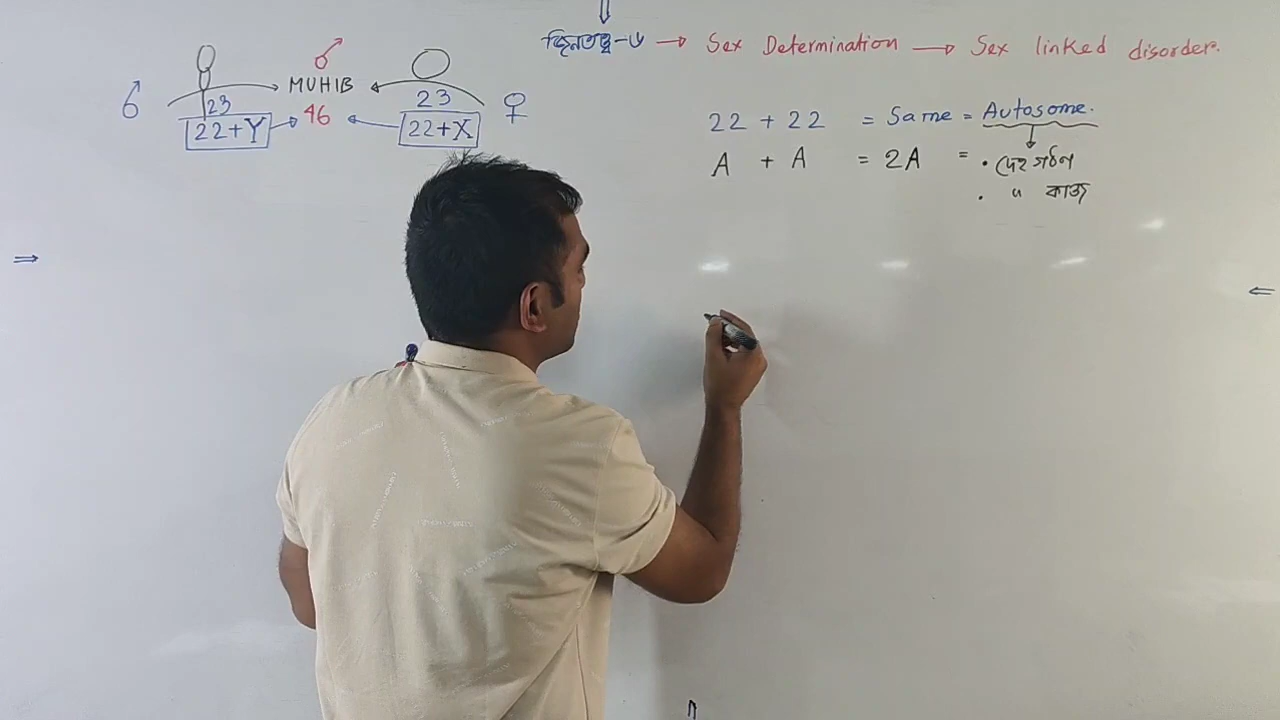 জিনতত্ত্ব-৬ → Sex Determination → Sex linked disorder.
♂
MUHIB
23 46 23
♂ 22+Y 22+X ♀
22 + 22 = Same = Autosome.
A + A = 2A = • দেহ গঠন
• " কাজ